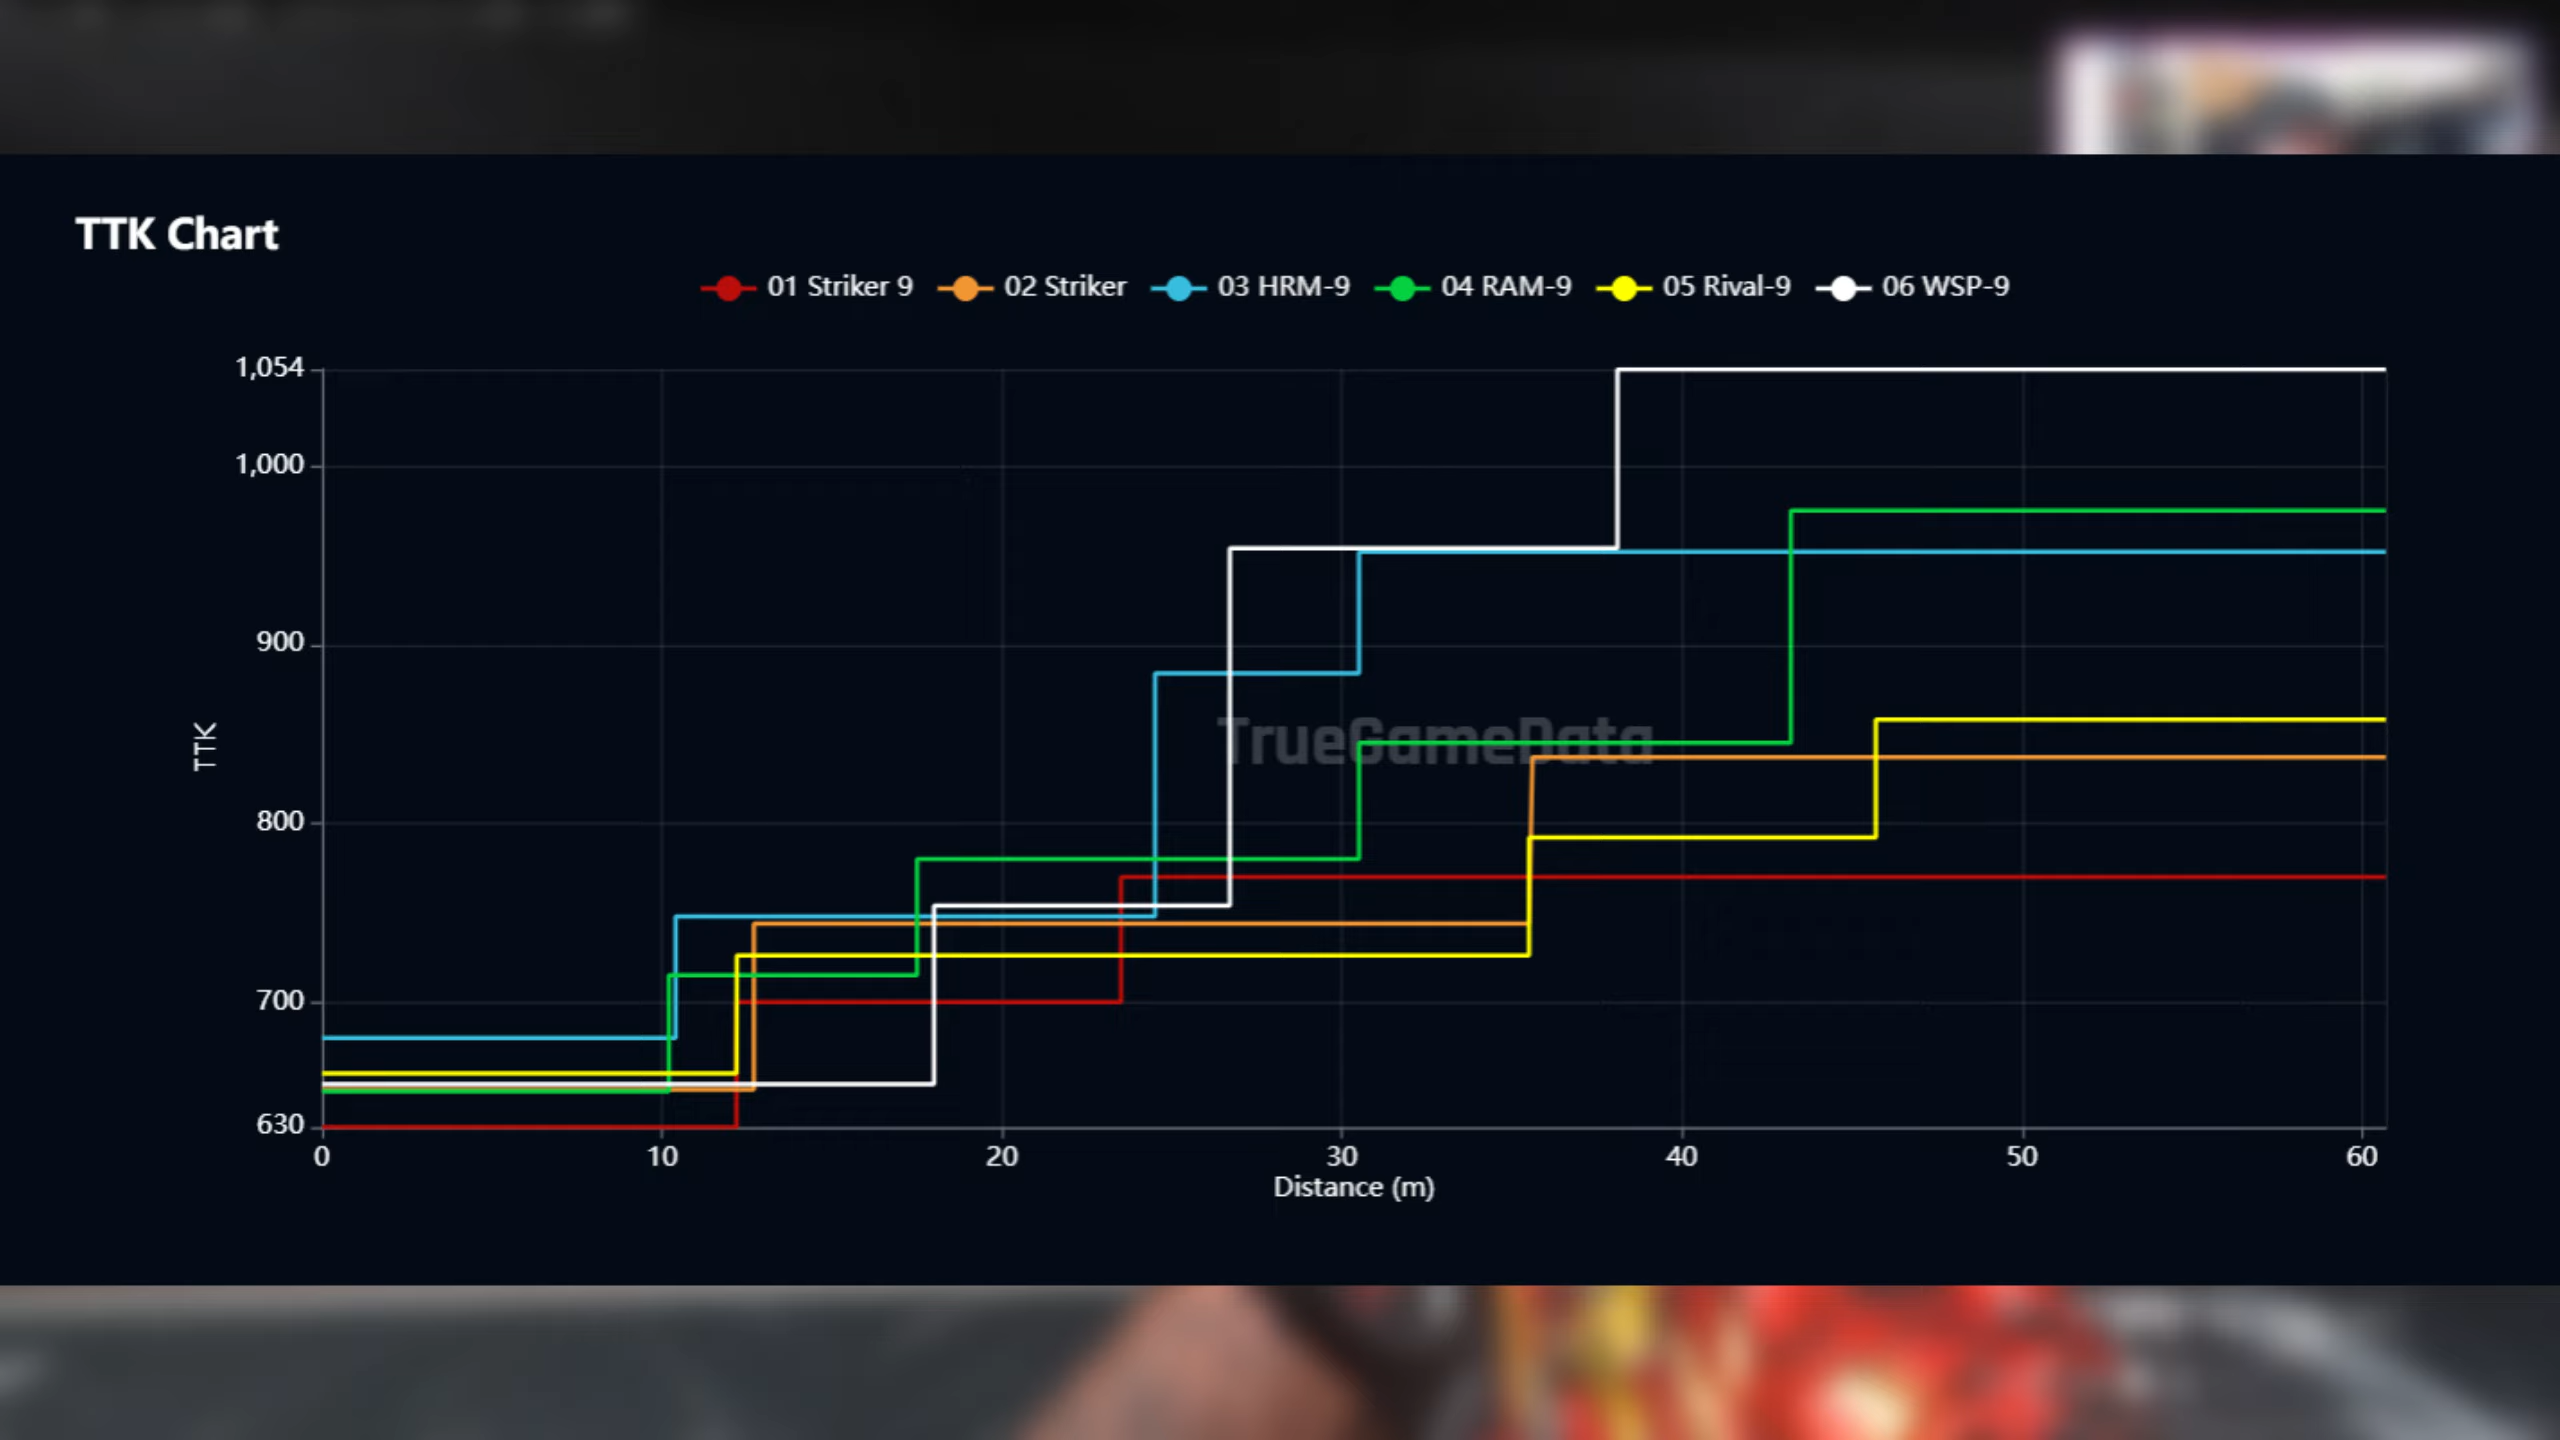 TTK Chart
01 Striker 9 02 Striker 03 HRM-9 04 RAM-9 05 Rival-9 06 WSP-9
1,054
1,000
900
800
700
630
TTK
TrueGameData
0 10 20 30 40 50 60
Distance (m)